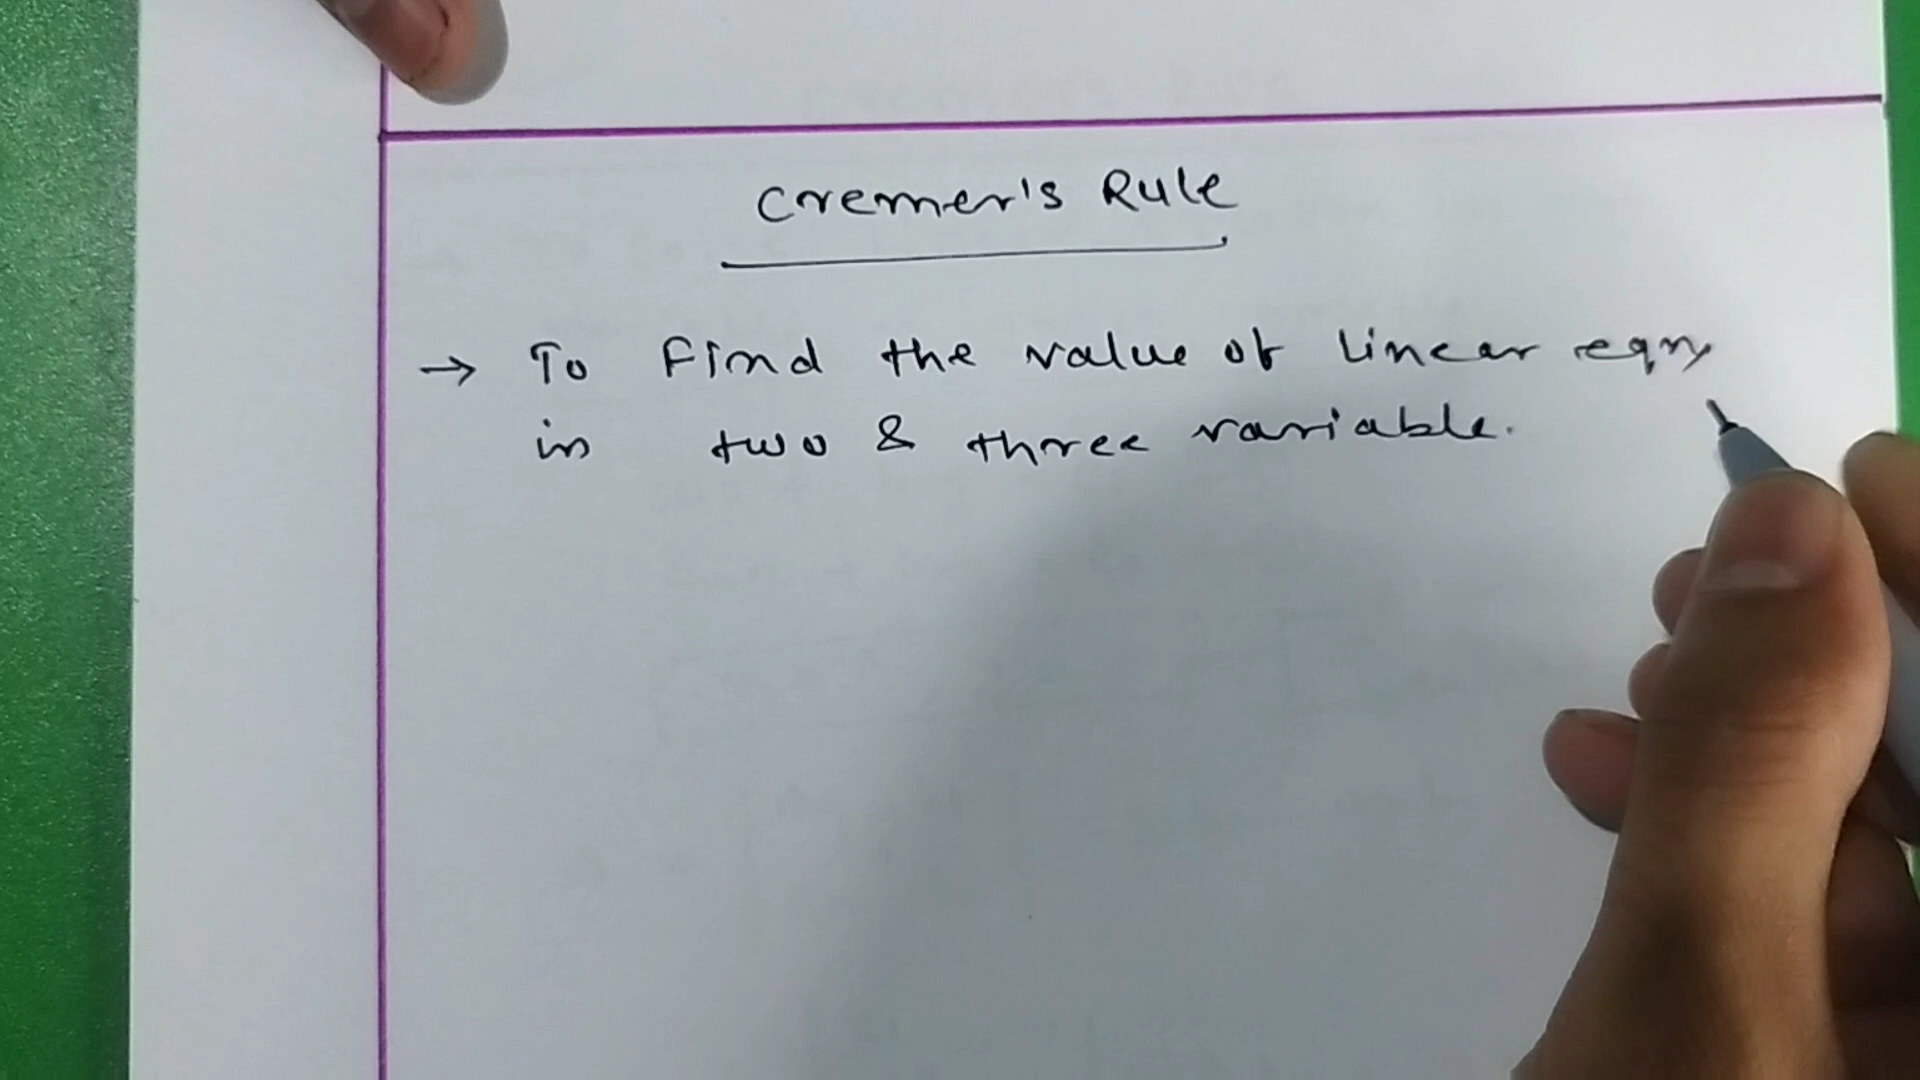 Cremer's Rule
→ To Find the value of linear eqn
in two & three variable.